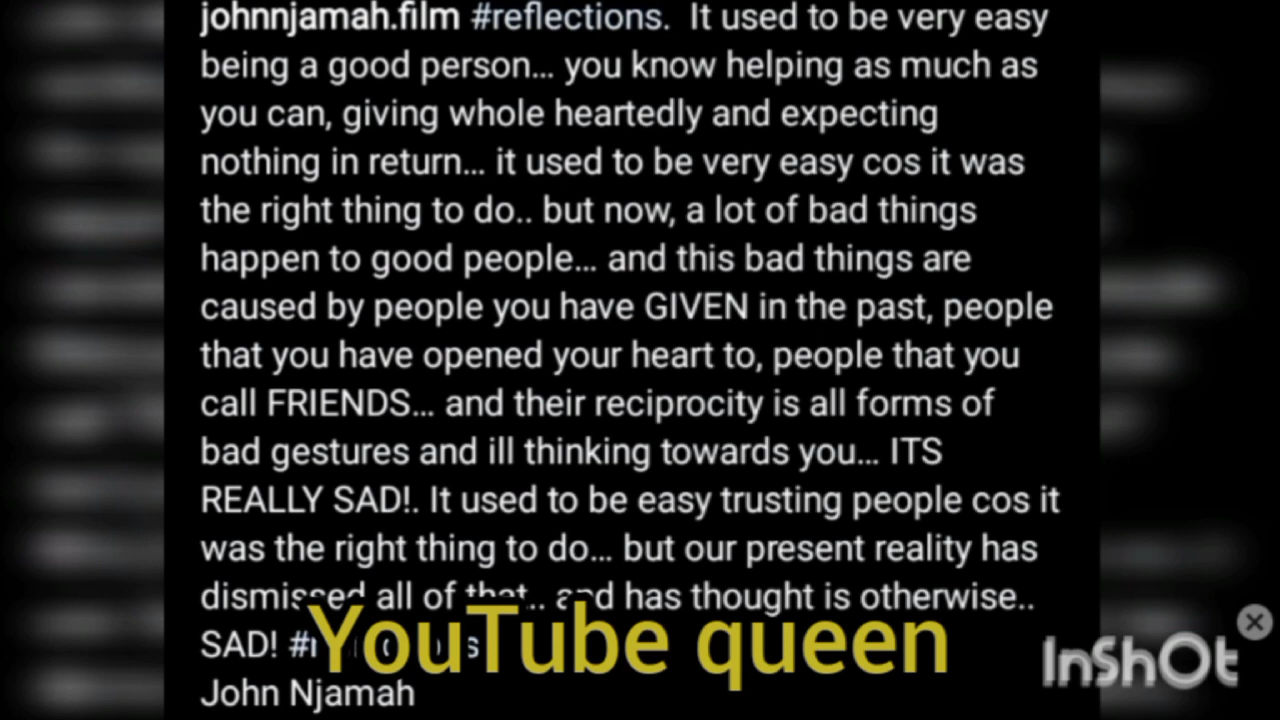 johnnjamah.film #reflections. It used to be very easy
being a good person... you know helping as much as
you can, giving whole heartedly and expecting
nothing in return... it used to be very easy cos it was
the right thing to do.. but now, a lot of bad things
happen to good people... and this bad things are
caused by people you have GIVEN in the past, people
that you have opened your heart to, people that you
call FRIENDS... and their reciprocity is all forms of
bad gestures and ill thinking towards you... ITS
REALLY SAD!. It used to be easy trusting people cos it
was the right thing to do... but our present reality has
dismissed all of that.. and has thought is otherwise..
SAD!
YouTube queen
InShOt
John Njamah